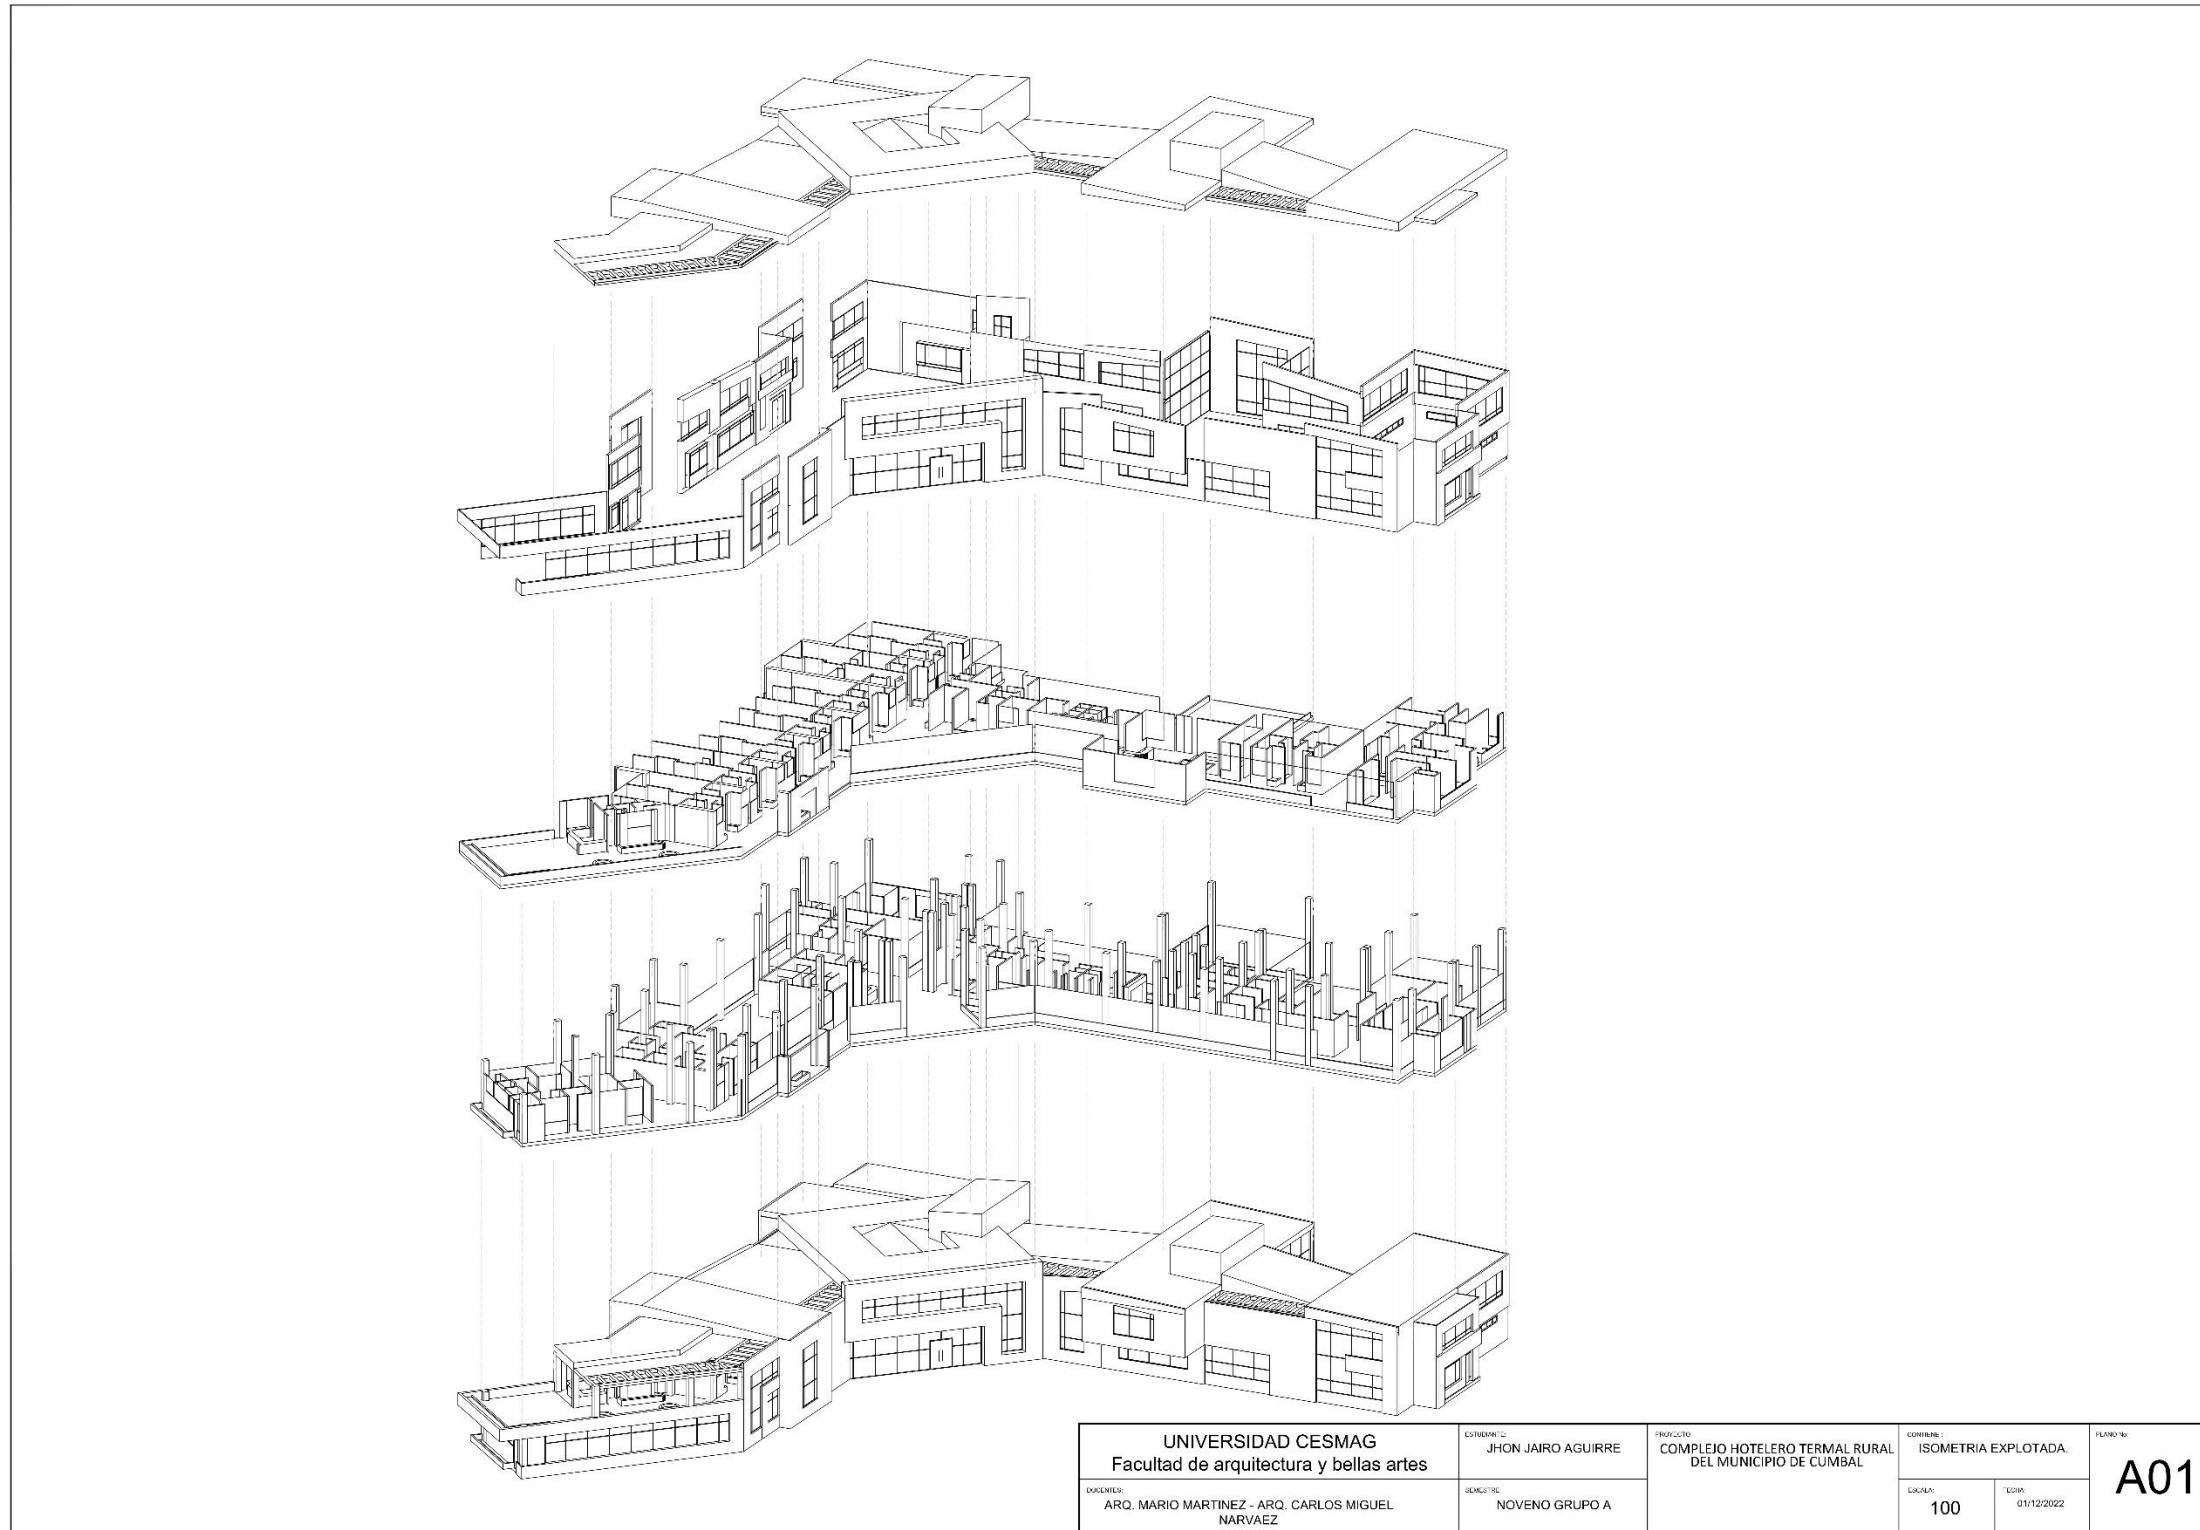 UNIVERSIDAD CESMAG
Facultad de arquitectura y bellas artes
DOCENTES:
ARQ. MARIO MARTINEZ - ARQ. CARLOS MIGUEL
NARVAEZ
ESTUDIANTE:
JHON JAIRO AGUIRRE
SEMESTRE:
NOVENO GRUPO A
PROYECTO
COMPLEJO HOTELERO TERMAL RURAL
DEL MUNICIPIO DE CUMBAL
CONTIENE :
ISOMETRIA EXPLOTADA.
ESCALA:
100
FECHA:
01/12/2022
PLANO No:
A01